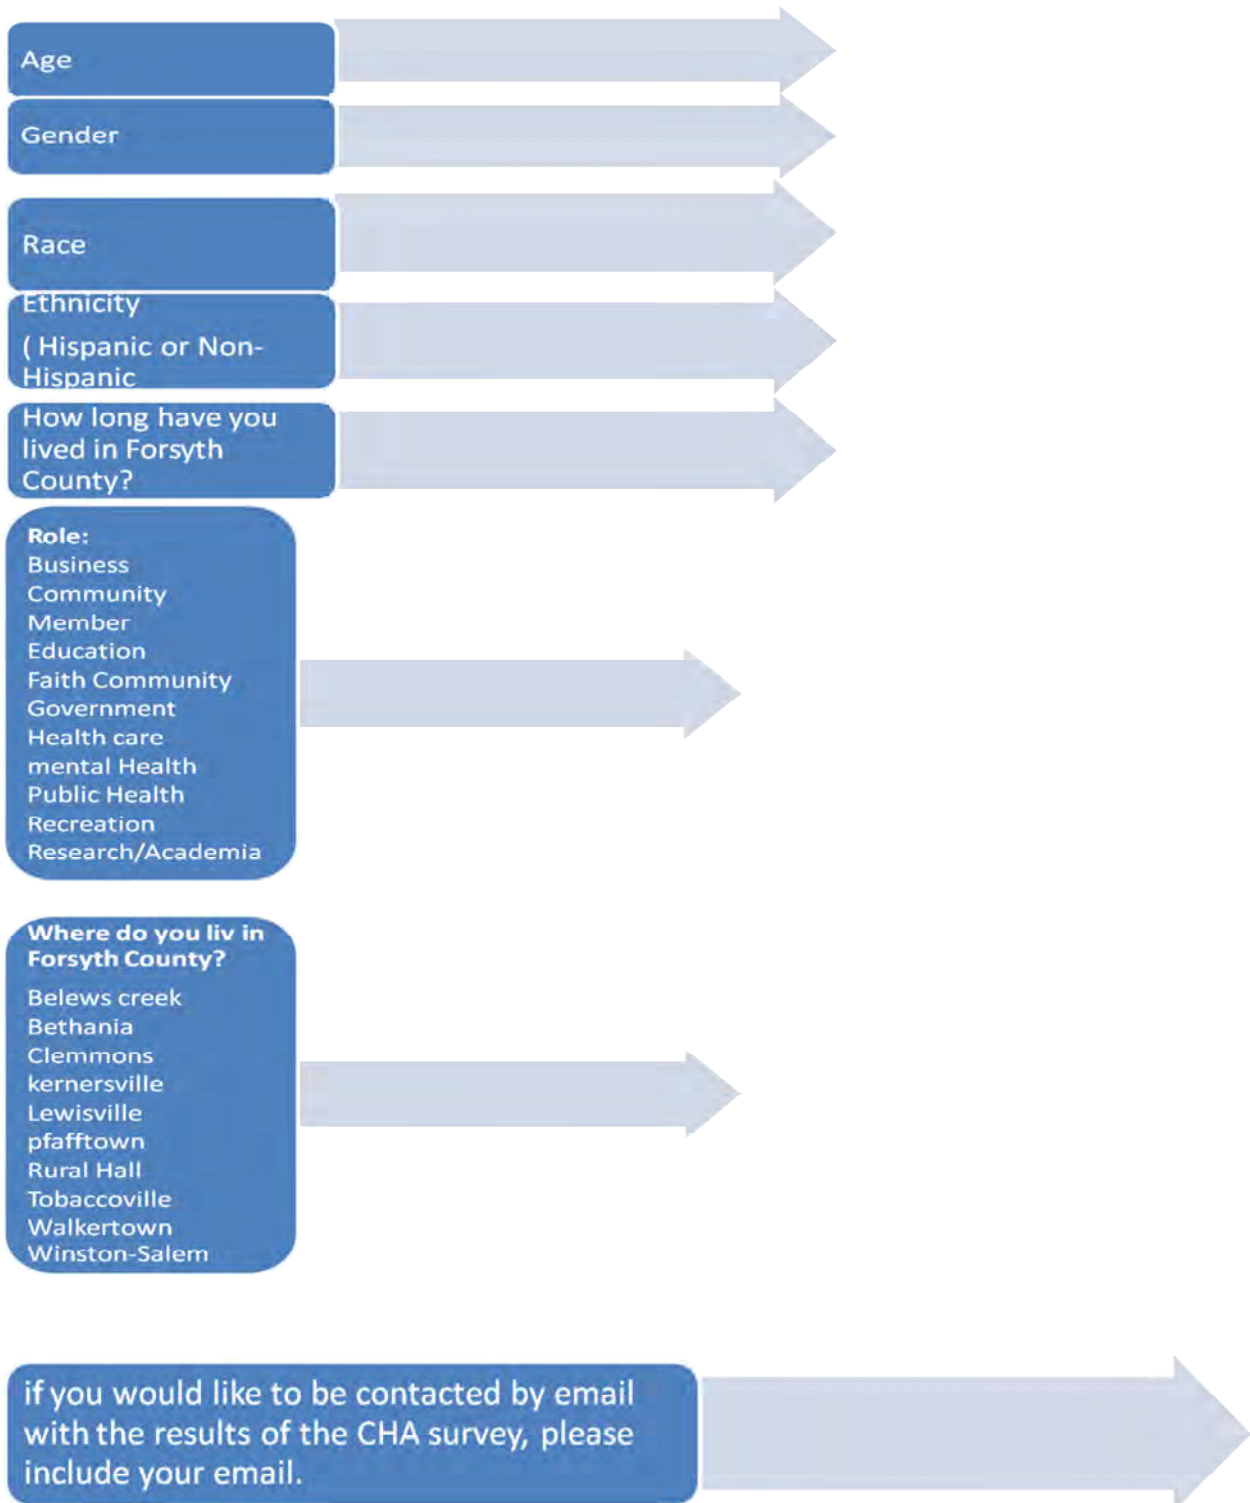 Age
Gender
Race
Ethnicity
( Hispanic or Non-
Hispanic
How long have you
lived in Forsyth
County?
Role:
Business
Community
Member
Education
Faith Community
Government
Health care
mental Health
Public Health
Recreation
Research/Academia
Where do you liv in
Forsyth County?
Belews creek
Bethania
Clemmons
kernersville
Lewisville
pfafftown
Rural Hall
Tobaccoville
Walkertown
Winston-Salem
if you would like to be contacted by email
with the results of the CHA survey, please
include your email.